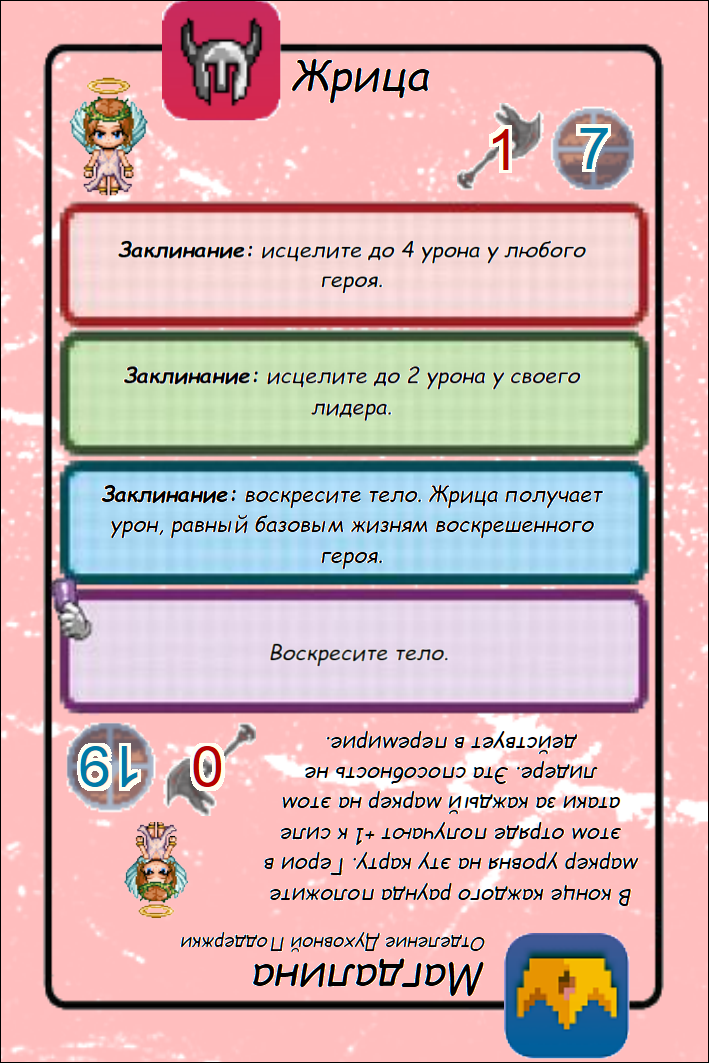 Жрица
1 7
Заклинание: исцелите до 4 урона у любого
героя.
Заклинание: исцелите до 2 урона у своего
лидера.
Заклинание: воскресите тело. Жрица получает
урон, равный базовым жизням воскрешенного
героя.
Воскресите тело.
Магдалина
Отделение Духовной Поддержки
В конце каждого раунда положите
маркер уровня на эту карту. Герои в
этом отряде получают +1 к силе
атаки за каждый маркер на этом
лидере. Эта способность не
действует в перемирие.
0 19